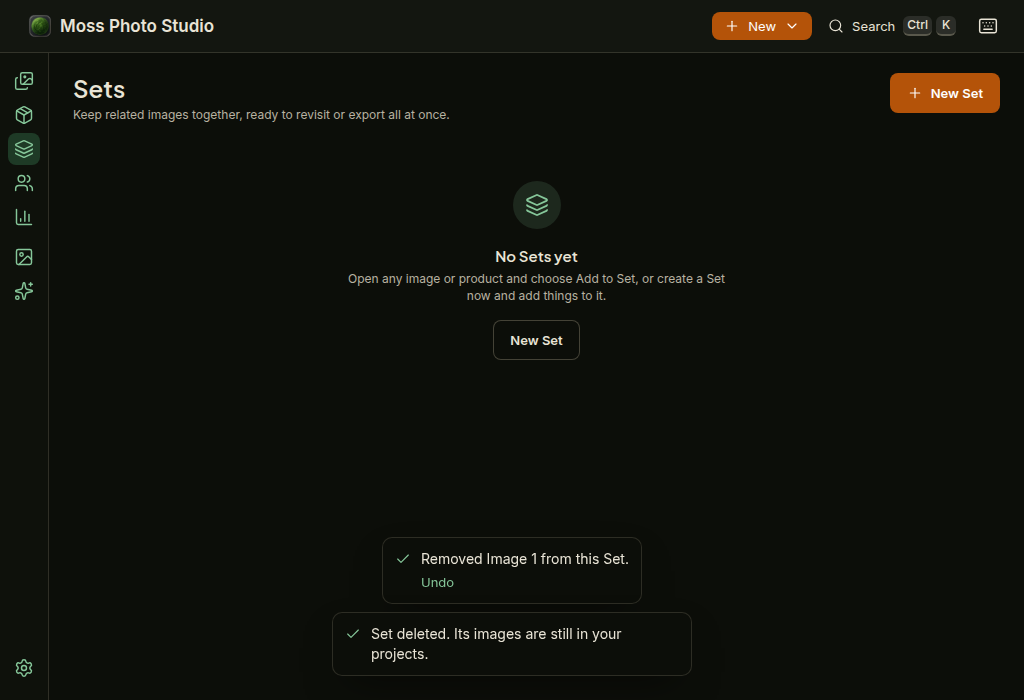 Moss Photo Studio
New
Search Ctrl K
Sets
Keep related images together, ready to revisit or export all at once.
New Set
No Sets yet
Open any image or product and choose Add to Set, or create a Set
now and add things to it.
New Set
Removed Image 1 from this Set.
Undo
Set deleted. Its images are still in your
projects.